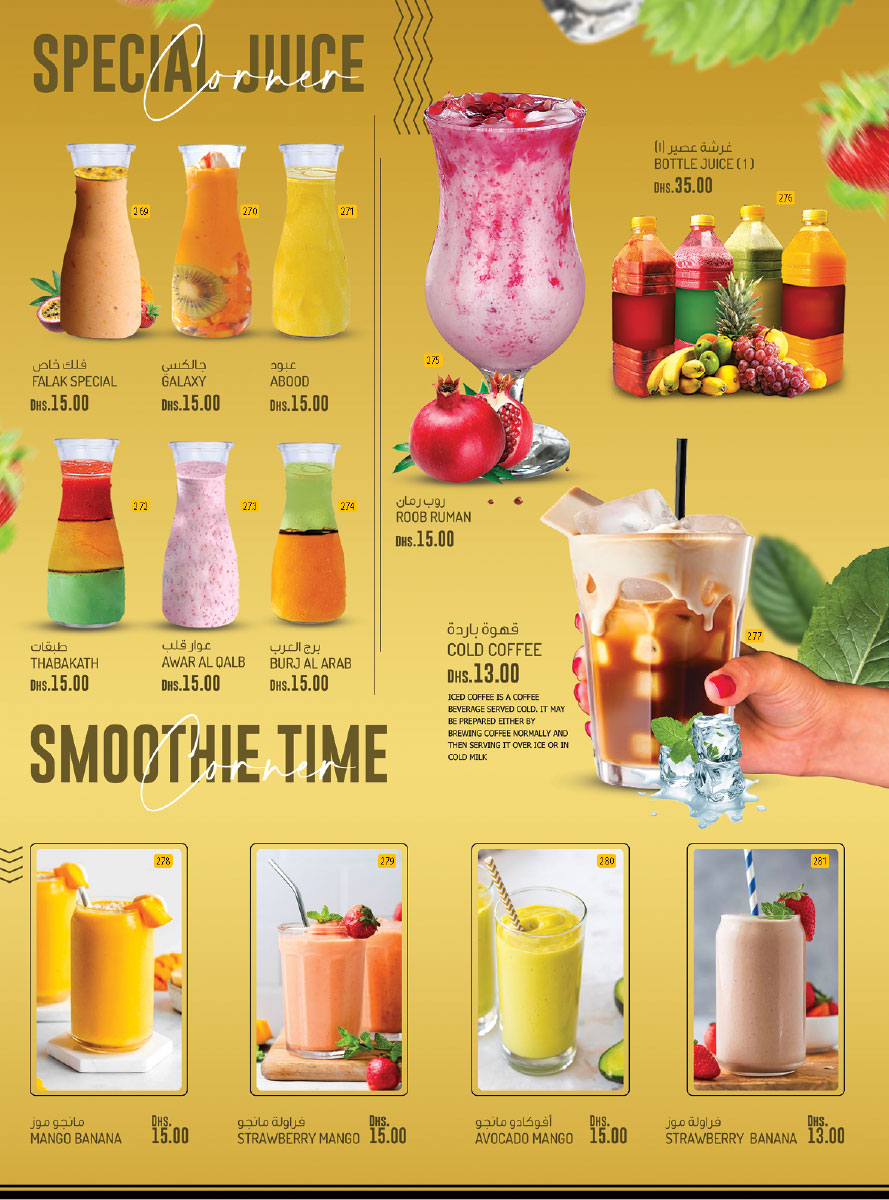 SPECIAL JUICE
Corner
269
فلك خاص
FALAK SPECIAL
DHS.15.00
270
جالكسي
GALAXY
DHS.15.00
271
عبود
ABOOD
DHS.15.00
272
طبقات
THABAKATH
DHS.15.00
273
عوار قلب
AWAR AL QALB
DHS.15.00
274
برج العرب
BURJ AL ARAB
DHS.15.00
275
روب رمان
ROOB RUMAN
DHS.15.00
غرشة عصير (ا)
BOTTLE JUICE (1)
DHS.35.00
276
قهوة باردة
COLD COFFEE
DHS.13.00
277
ICED COFFEE IS A COFFEE
BEVERAGE SERVED COLD. IT MAY
BE PREPARED EITHER BY
BREWING COFFEE NORMALLY AND
THEN SERVING IT OVER ICE OR IN
COLD MILK
SMOOTHIE TIME
Corner
278
مانجو موز
MANGO BANANA
DHS.
15.00
279
فراولة مانجو
STRAWBERRY MANGO
DHS.
15.00
280
أفوكادو مانجو
AVOCADO MANGO
DHS.
15.00
281
فراولة موز
STRAWBERRY BANANA
DHS.
13.00